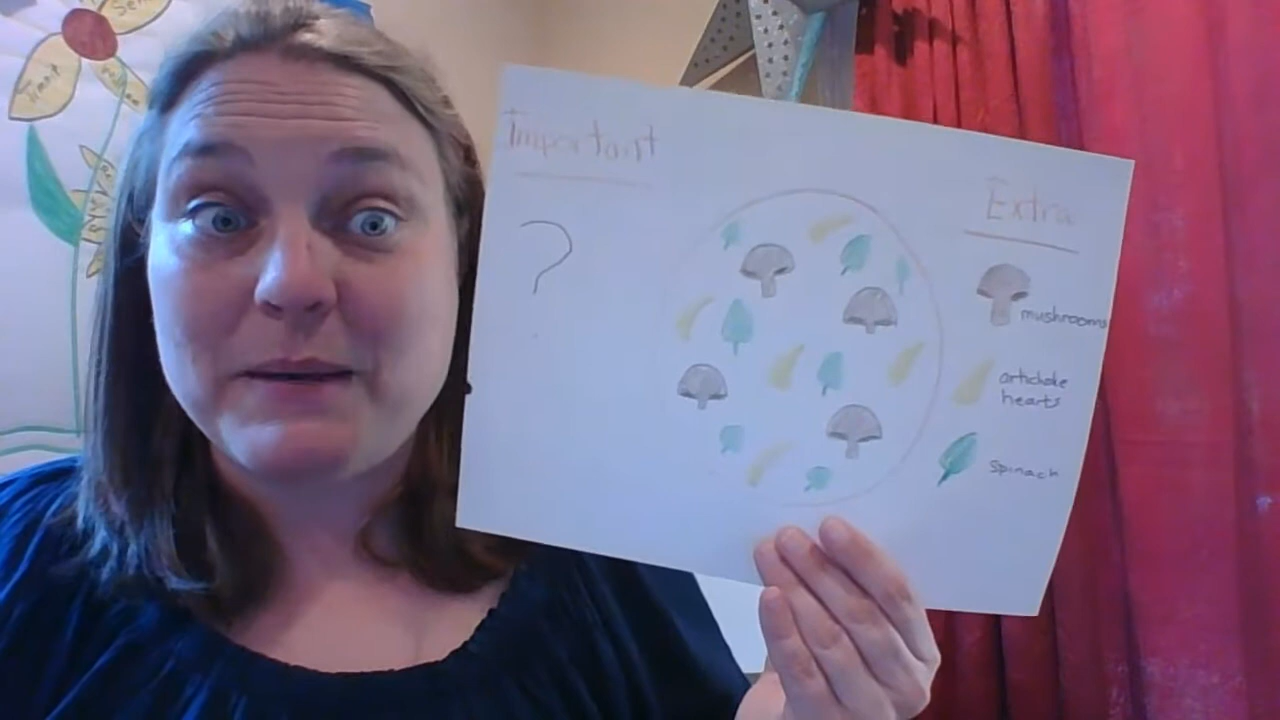 Important
?
Extra
mushrooms
artichoke
hearts
spinach